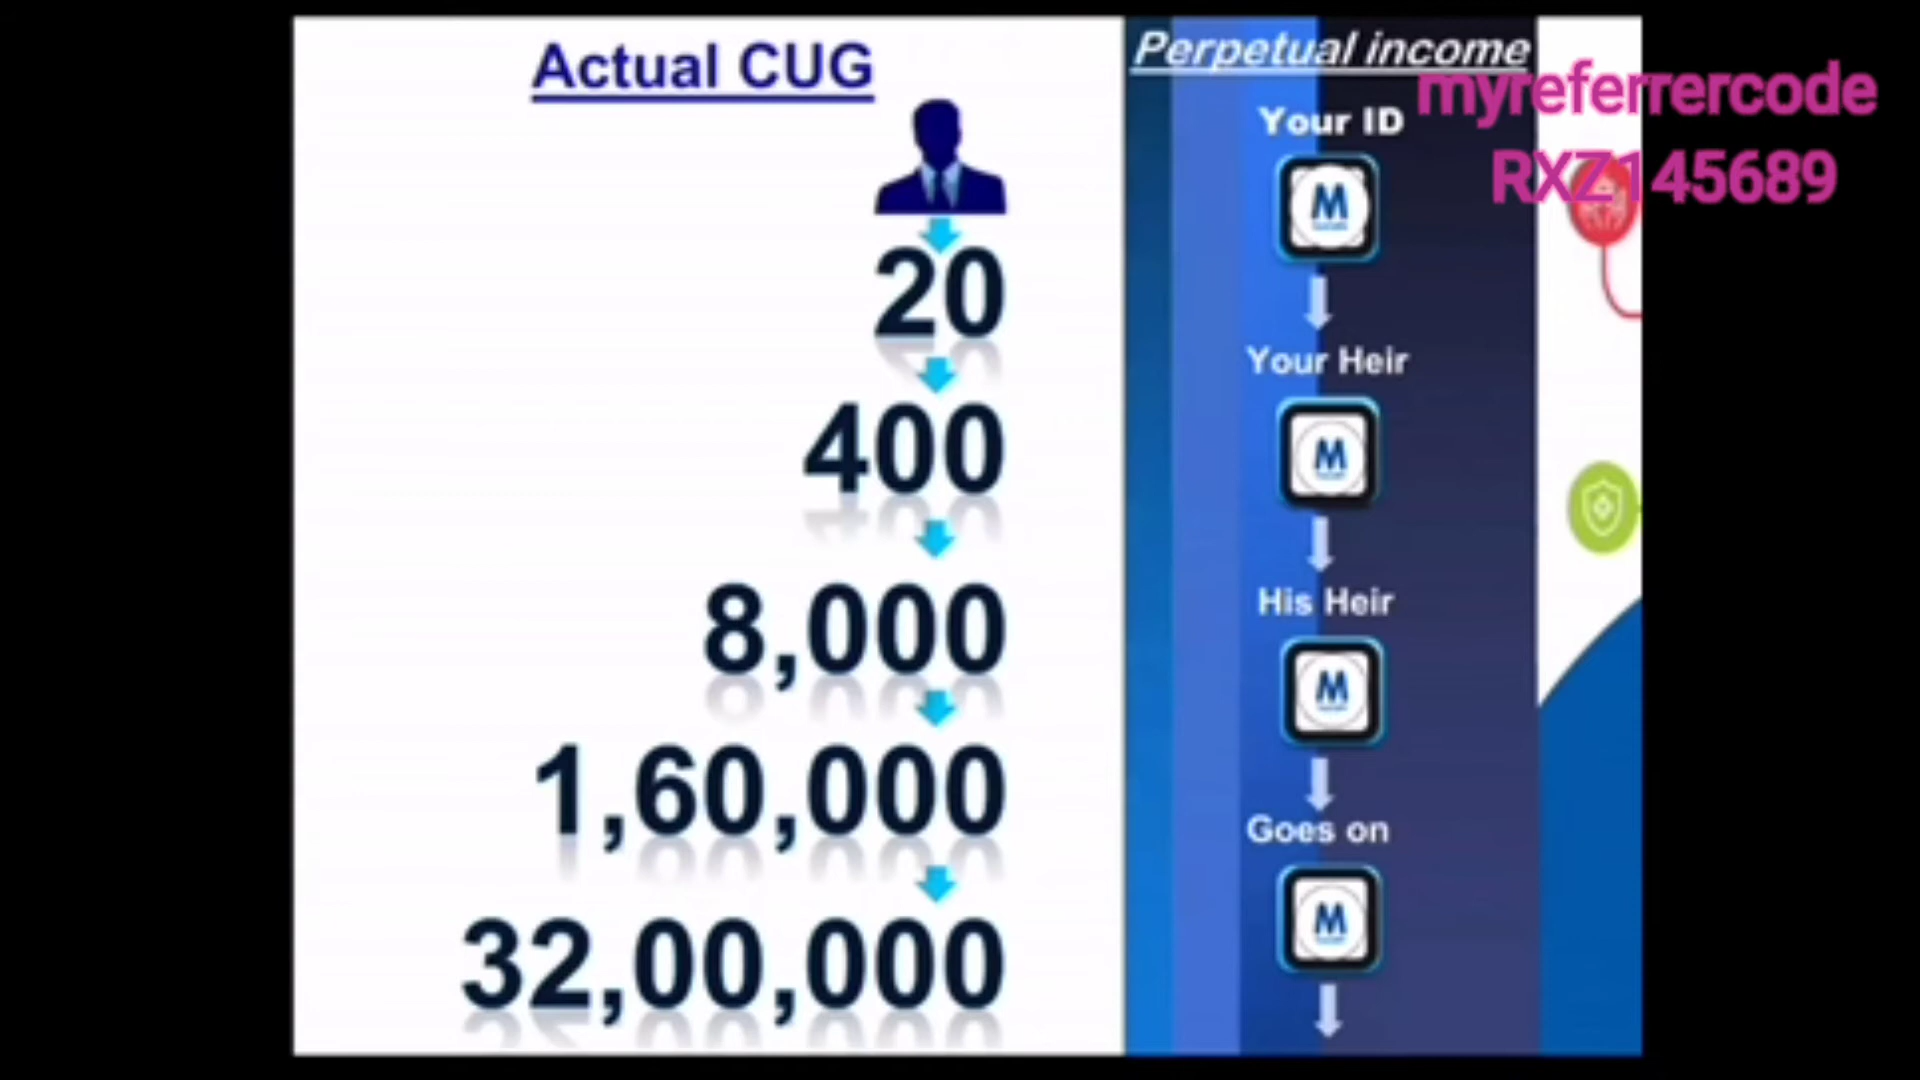 Actual CUG
20
400
8,000
1,60,000
32,00,000
Perpetual income
Your ID
M
Your Heir
M
His Heir
M
Goes on
M
myreferrercode
RXZ145689